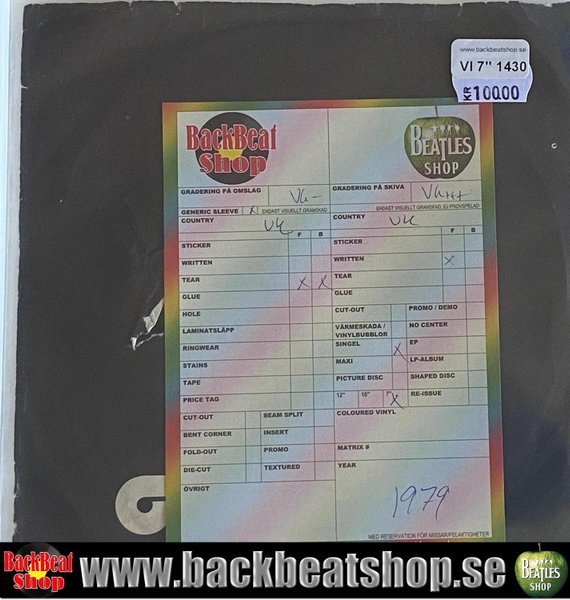 www.backbeatshop.se
VI 7" 1430
KR 100.00
BackBeat Shop
BEATLES SHOP
GRADERING PÅ OMSLAG VG-
GRADERING PÅ SKIVA VG+++
GENERIC SLEEVE X ENDAST VISUELLT GRANSKAD
ENDAST VISUELLT GRANSKAD, EJ PROVSPELAD
COUNTRY UK
COUNTRY UK
F B
F B
STICKER
STICKER
WRITTEN
WRITTEN X
TEAR X X
TEAR
GLUE
GLUE
HOLE
CUT-OUT PROMO / DEMO
LAMINATSLÄPP
VÄRMESKADA / VINYLBUBBLOR NO CENTER
RINGWEAR
SINGEL X EP
STAINS
MAXI LP-ALBUM
TAPE
PICTURE DISC SHAPED DISC
PRICE TAG
12" 10" 7" X RE-ISSUE
CUT-OUT SEAM SPLIT
COLOURED VINYL
BENT CORNER INSERT
FOLD-OUT PROMO
MATRIX #
DIE-CUT TEXTURED
YEAR
ÖVRIGT
1979
MED RESERVATION FÖR MISSAR/FELAKTIGHETER
BackBeat Shop www.backbeatshop.se BEATLES SHOP